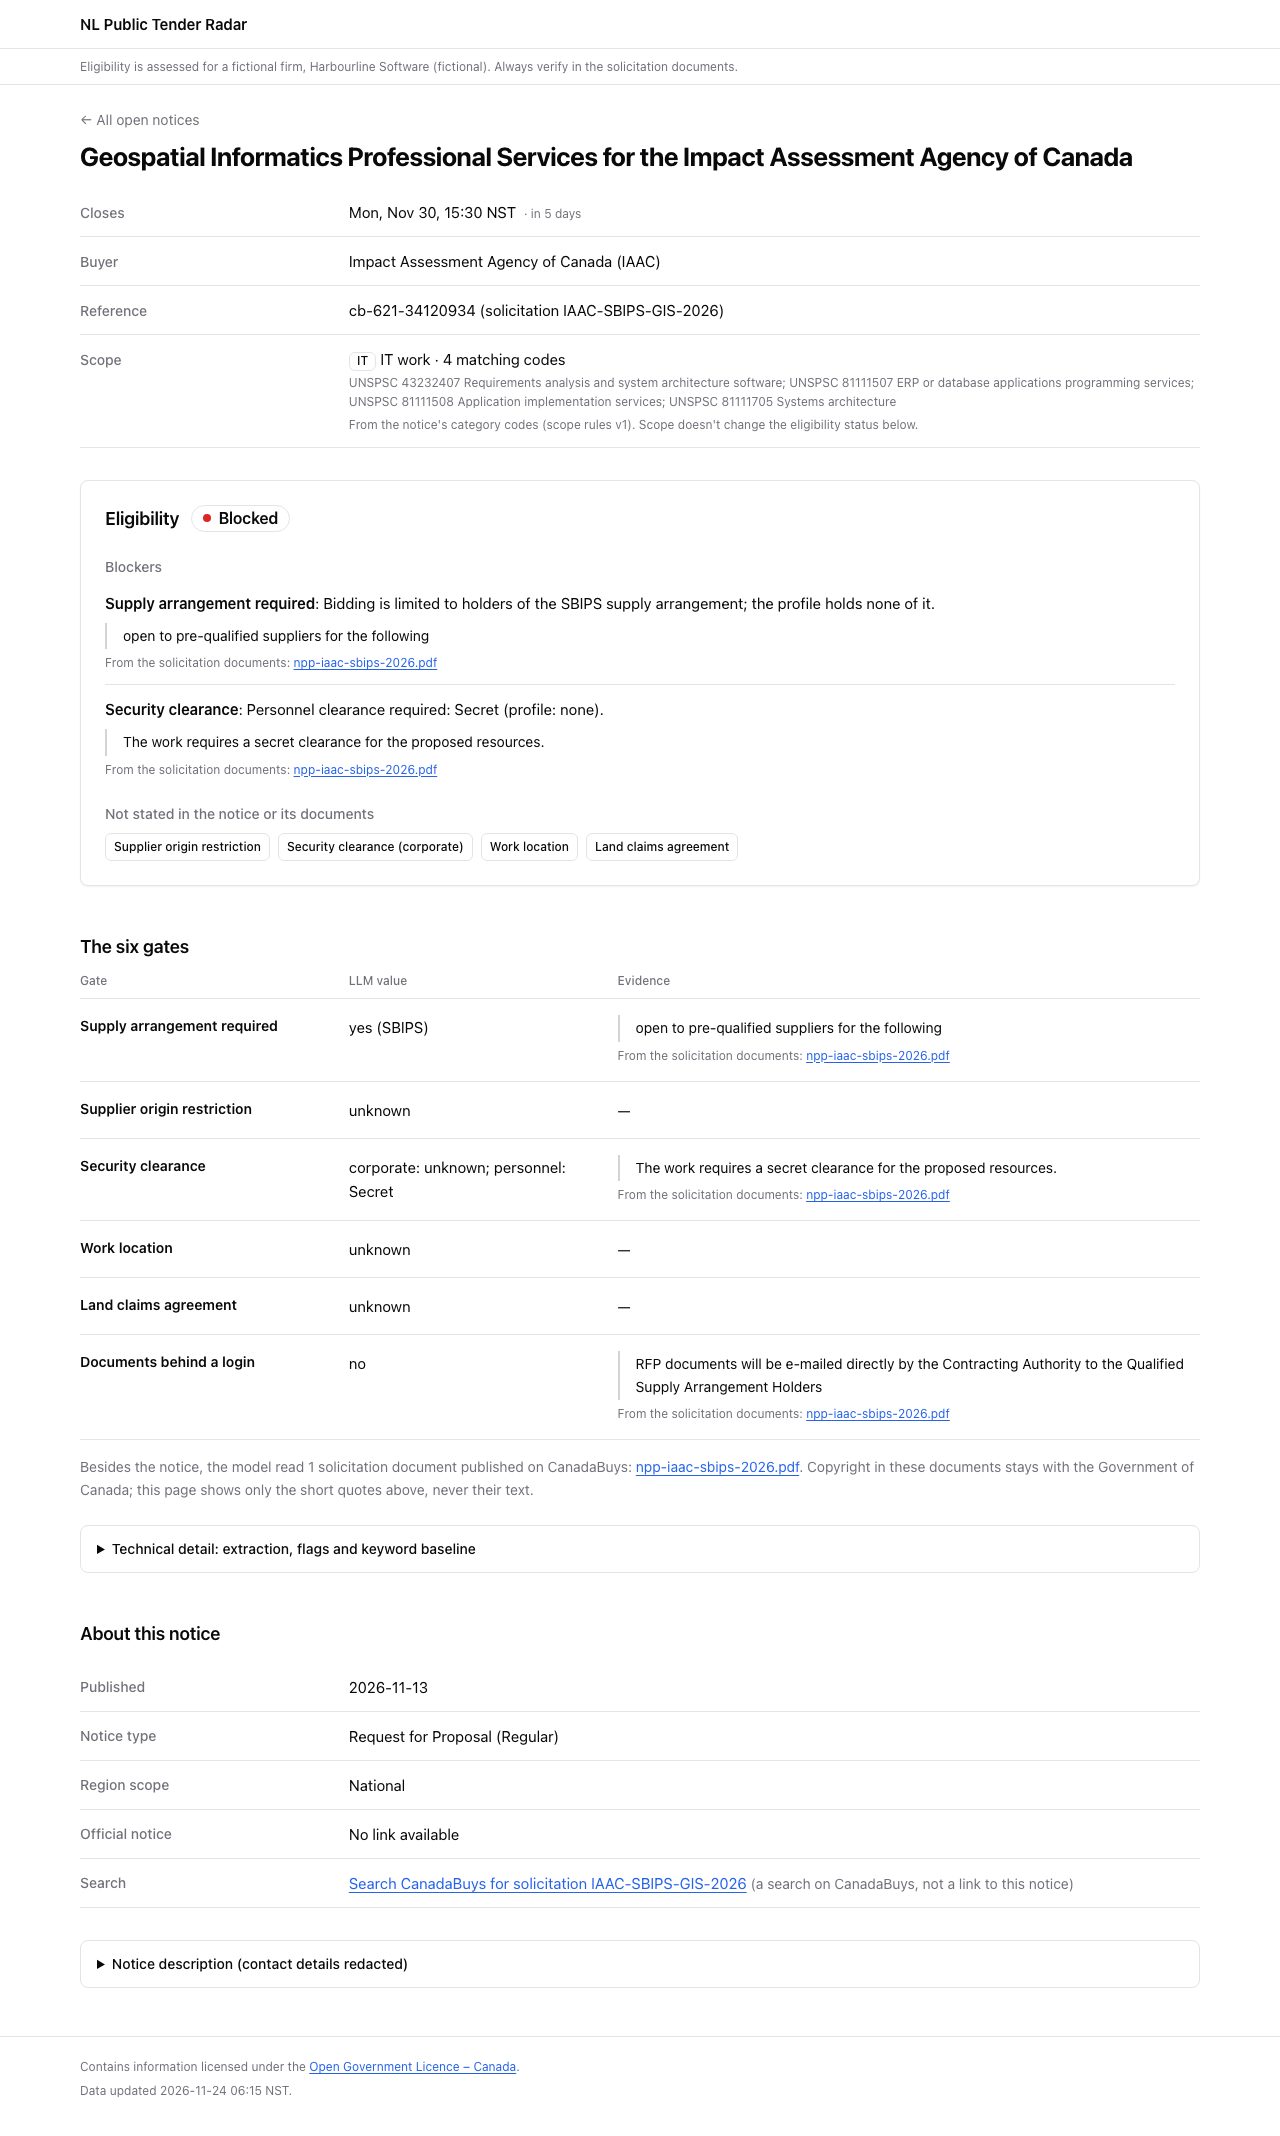 NL Public Tender Radar
Eligibility is assessed for a fictional firm, Harbourline Software (fictional). Always verify in the solicitation documents.
← All open notices
Geospatial Informatics Professional Services for the Impact Assessment Agency of Canada
Closes
Mon, Nov 30, 15:30 NST · in 5 days
Buyer
Impact Assessment Agency of Canada (IAAC)
Reference
cb-621-34120934 (solicitation IAAC-SBIPS-GIS-2026)
Scope
IT IT work · 4 matching codes
UNSPSC 43232407 Requirements analysis and system architecture software; UNSPSC 81111507 ERP or database applications programming services;
UNSPSC 81111508 Application implementation services; UNSPSC 81111705 Systems architecture
From the notice's category codes (scope rules v1). Scope doesn't change the eligibility status below.
Eligibility Blocked
Blockers
Supply arrangement required: Bidding is limited to holders of the SBIPS supply arrangement; the profile holds none of it.
open to pre-qualified suppliers for the following
From the solicitation documents: npp-iaac-sbips-2026.pdf
Security clearance: Personnel clearance required: Secret (profile: none).
The work requires a secret clearance for the proposed resources.
From the solicitation documents: npp-iaac-sbips-2026.pdf
Not stated in the notice or its documents
Supplier origin restriction Security clearance (corporate) Work location Land claims agreement
The six gates
Gate LLM value Evidence
Supply arrangement required yes (SBIPS) open to pre-qualified suppliers for the following
From the solicitation documents: npp-iaac-sbips-2026.pdf
Supplier origin restriction unknown —
Security clearance corporate: unknown; personnel: The work requires a secret clearance for the proposed resources.
Secret From the solicitation documents: npp-iaac-sbips-2026.pdf
Work location unknown —
Land claims agreement unknown —
Documents behind a login no RFP documents will be e-mailed directly by the Contracting Authority to the Qualified
Supply Arrangement Holders
From the solicitation documents: npp-iaac-sbips-2026.pdf
Besides the notice, the model read 1 solicitation document published on CanadaBuys: npp-iaac-sbips-2026.pdf. Copyright in these documents stays with the Government of
Canada; this page shows only the short quotes above, never their text.
Technical detail: extraction, flags and keyword baseline
About this notice
Published
2026-11-13
Notice type
Request for Proposal (Regular)
Region scope
National
Official notice
No link available
Search
Search CanadaBuys for solicitation IAAC-SBIPS-GIS-2026 (a search on CanadaBuys, not a link to this notice)
Notice description (contact details redacted)
Contains information licensed under the Open Government Licence – Canada.
Data updated 2026-11-24 06:15 NST.